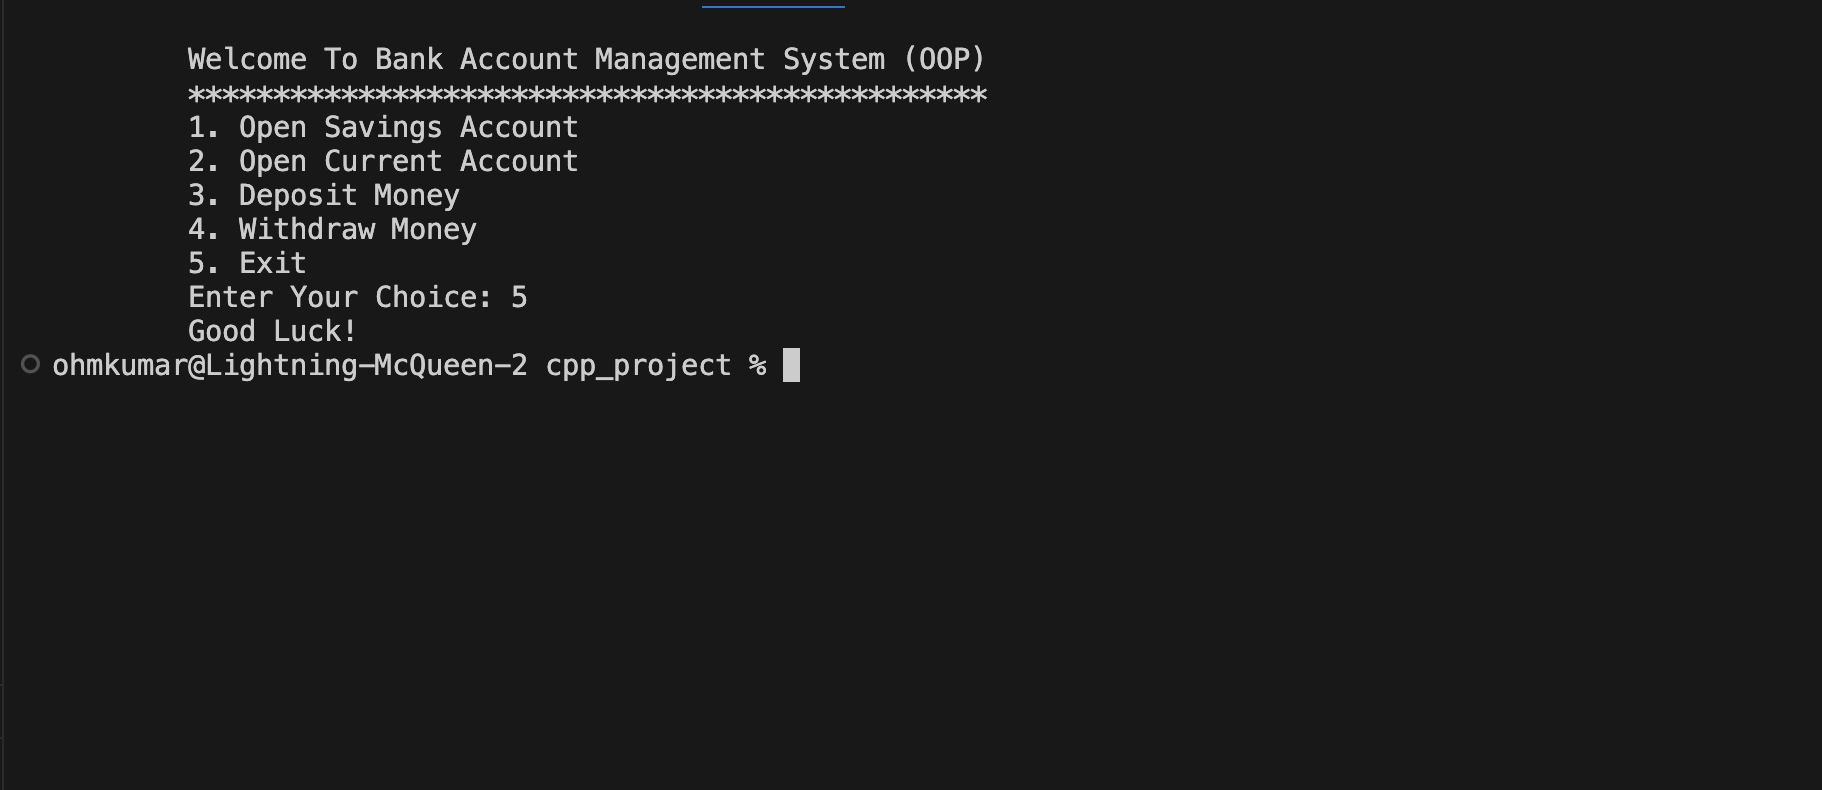 Welcome To Bank Account Management System (OOP)
***********************************************
1. Open Savings Account
2. Open Current Account
3. Deposit Money
4. Withdraw Money
5. Exit
Enter Your Choice: 5
Good Luck!
ohmkumar@Lightning-McQueen-2 cpp_project %